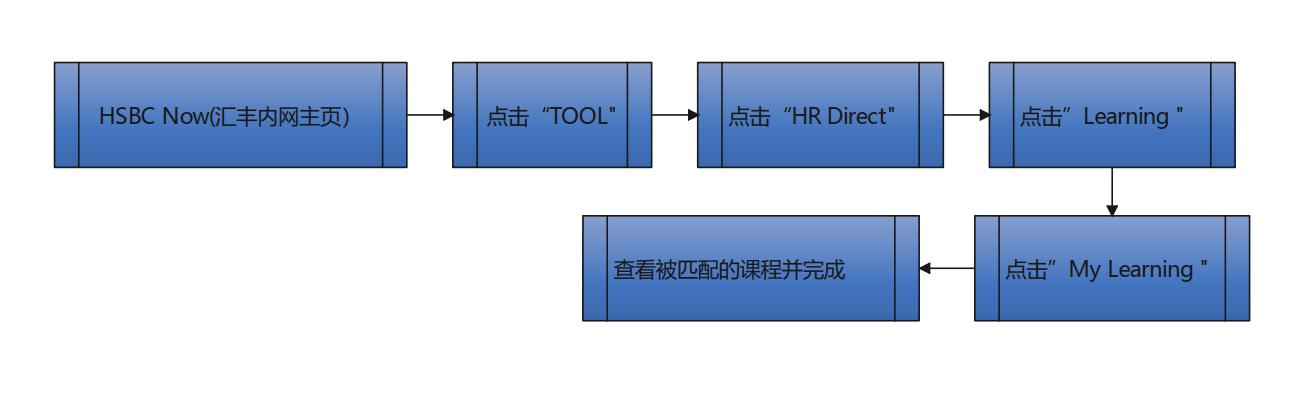 HSBC Now(汇丰内网主页)
点击“TOOL"
点击“HR Direct"
点击”Learning "
点击”My Learning "
查看被匹配的课程并完成